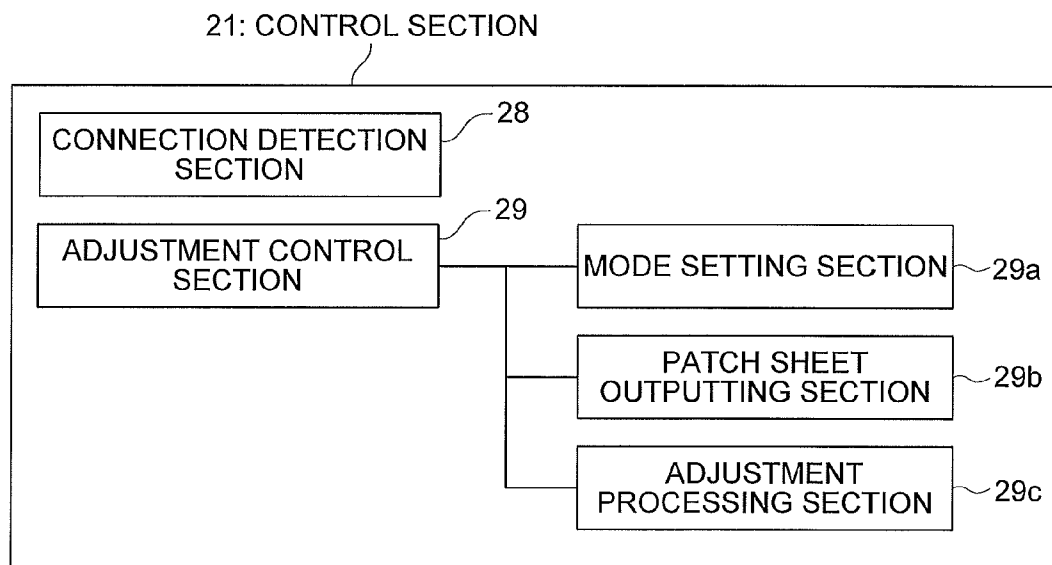 21: CONTROL SECTION
CONNECTION DETECTION
SECTION
28
ADJUSTMENT CONTROL
SECTION
29
MODE SETTING SECTION
29a
PATCH SHEET
OUTPUTTING SECTION
29b
ADJUSTMENT
PROCESSING SECTION
29c